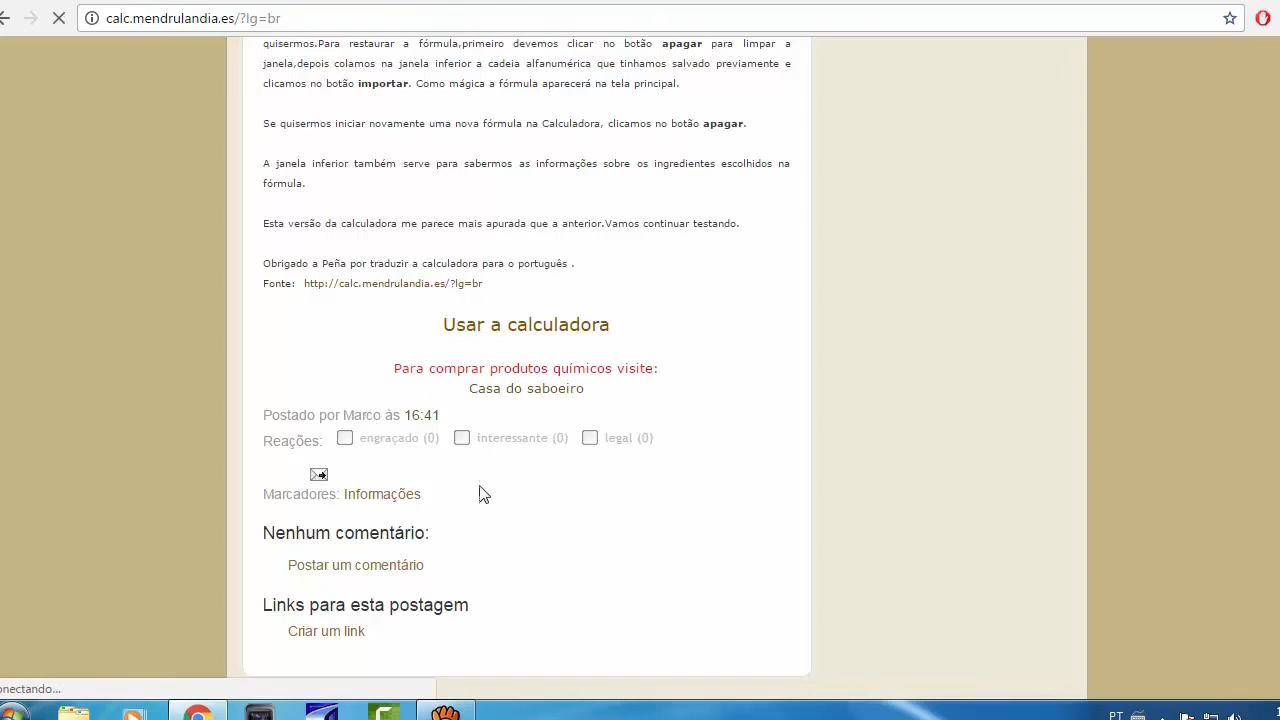 calc.mendrulandia.es/?lg=br
quisermos.Para restaurar a fórmula,primeiro devemos clicar no botão apagar para limpar a
janela,depois colamos na janela inferior a cadeia alfanumérica que tinhamos salvado previamente e
clicamos no botão importar. Como mágica a fórmula aparecerá na tela principal.
Se quisermos iniciar novamente uma nova fórmula na Calculadora, clicamos no botão apagar.
A janela inferior também serve para sabermos as informações sobre os ingredientes escolhidos na
fórmula.
Esta versão da calculadora me parece mais apurada que a anterior.Vamos continuar testando.
Obrigado a Peña por traduzir a calculadora para o português .
Fonte: http://calc.mendrulandia.es/?lg=br
Usar a calculadora
Para comprar produtos químicos visite:
Casa do saboeiro
Postado por Marco às 16:41
Reações: engraçado (0) interessante (0) legal (0)
Marcadores: Informações
Nenhum comentário:
Postar um comentário
Links para esta postagem
Criar um link
onectando...
PT